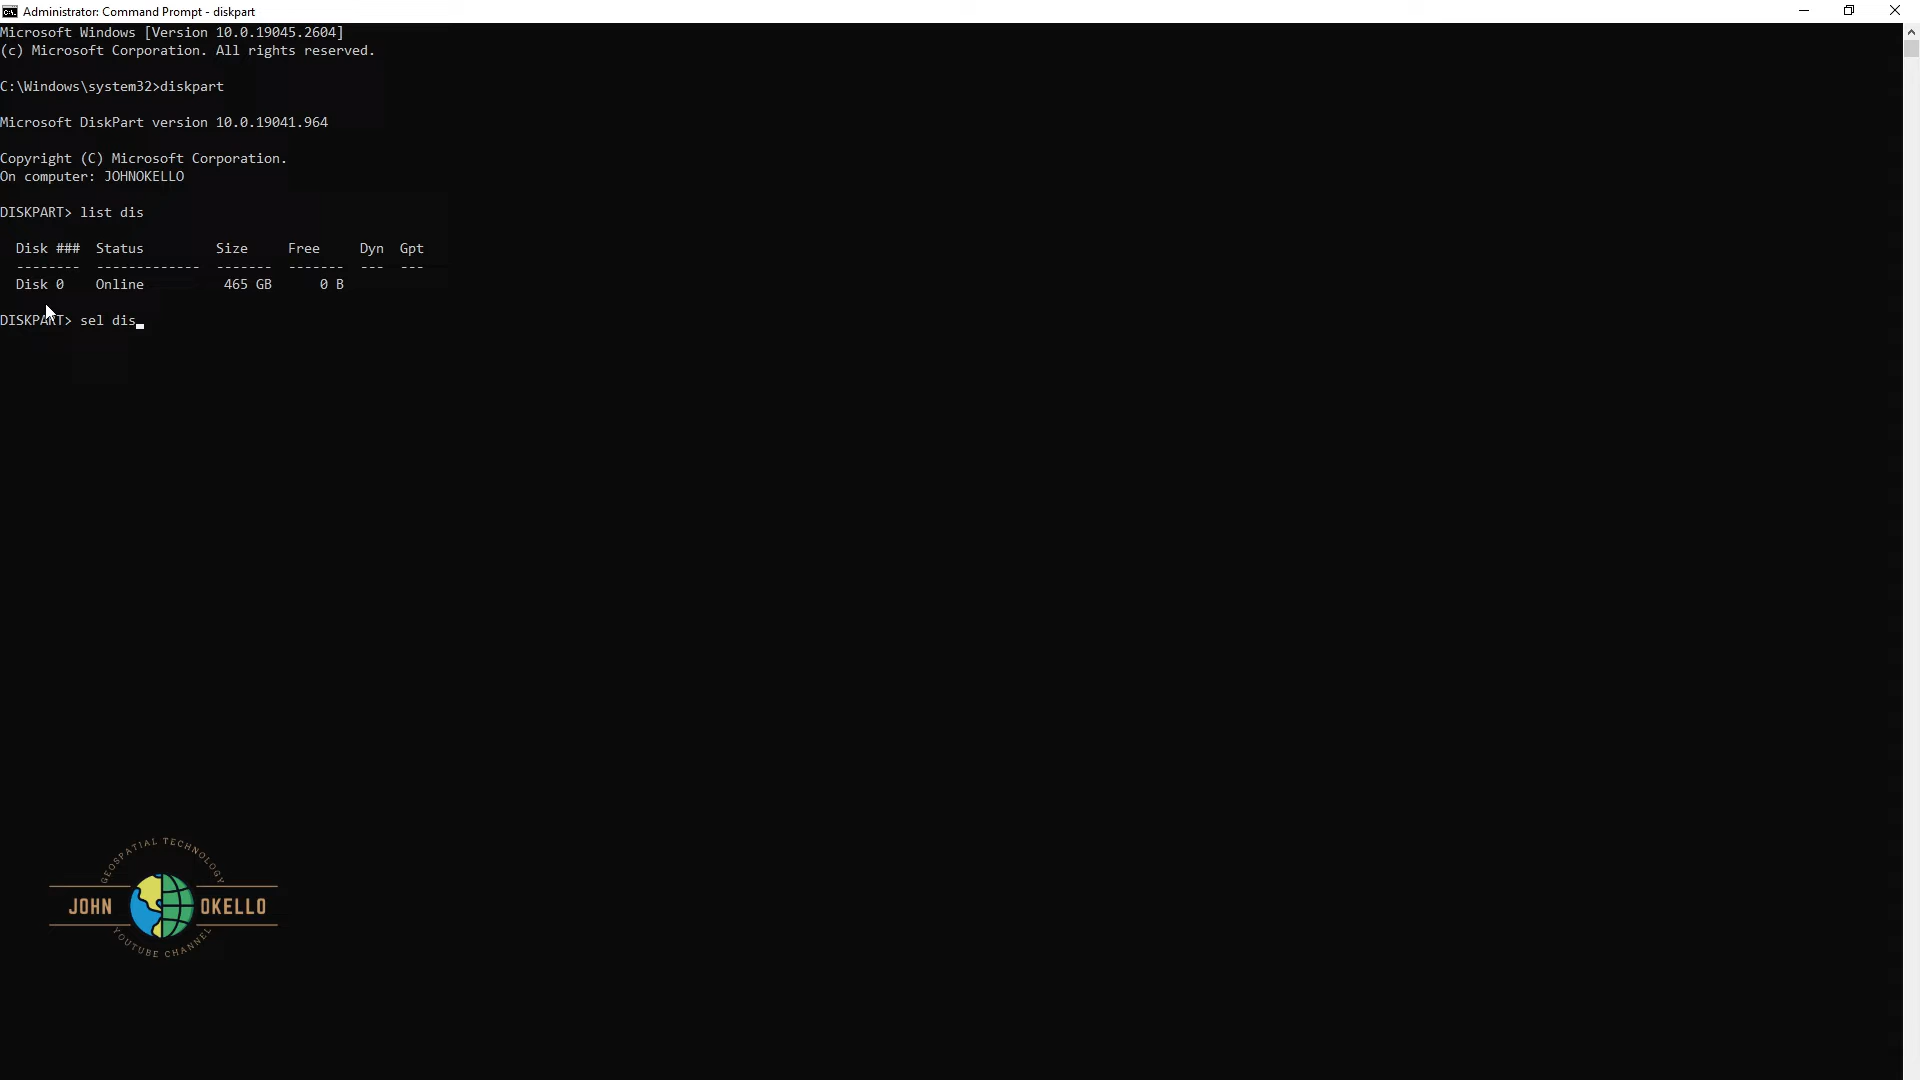 Administrator: Command Prompt - diskpart
Microsoft Windows [Version 10.0.19045.2604]
(c) Microsoft Corporation. All rights reserved.
C:\Windows\system32>diskpart
Microsoft DiskPart version 10.0.19041.964
Copyright (C) Microsoft Corporation.
On computer: JOHNOKELLO
DISKPART> list dis
Disk ###  Status         Size     Free     Dyn  Gpt
--------  -------------  -------  -------  ---  ---
Disk 0    Online          465 GB      0 B
DISKPART> sel dis
GEOSPATIAL TECHNOLOGY
JOHN OKELLO
YOUTUBE CHANNEL